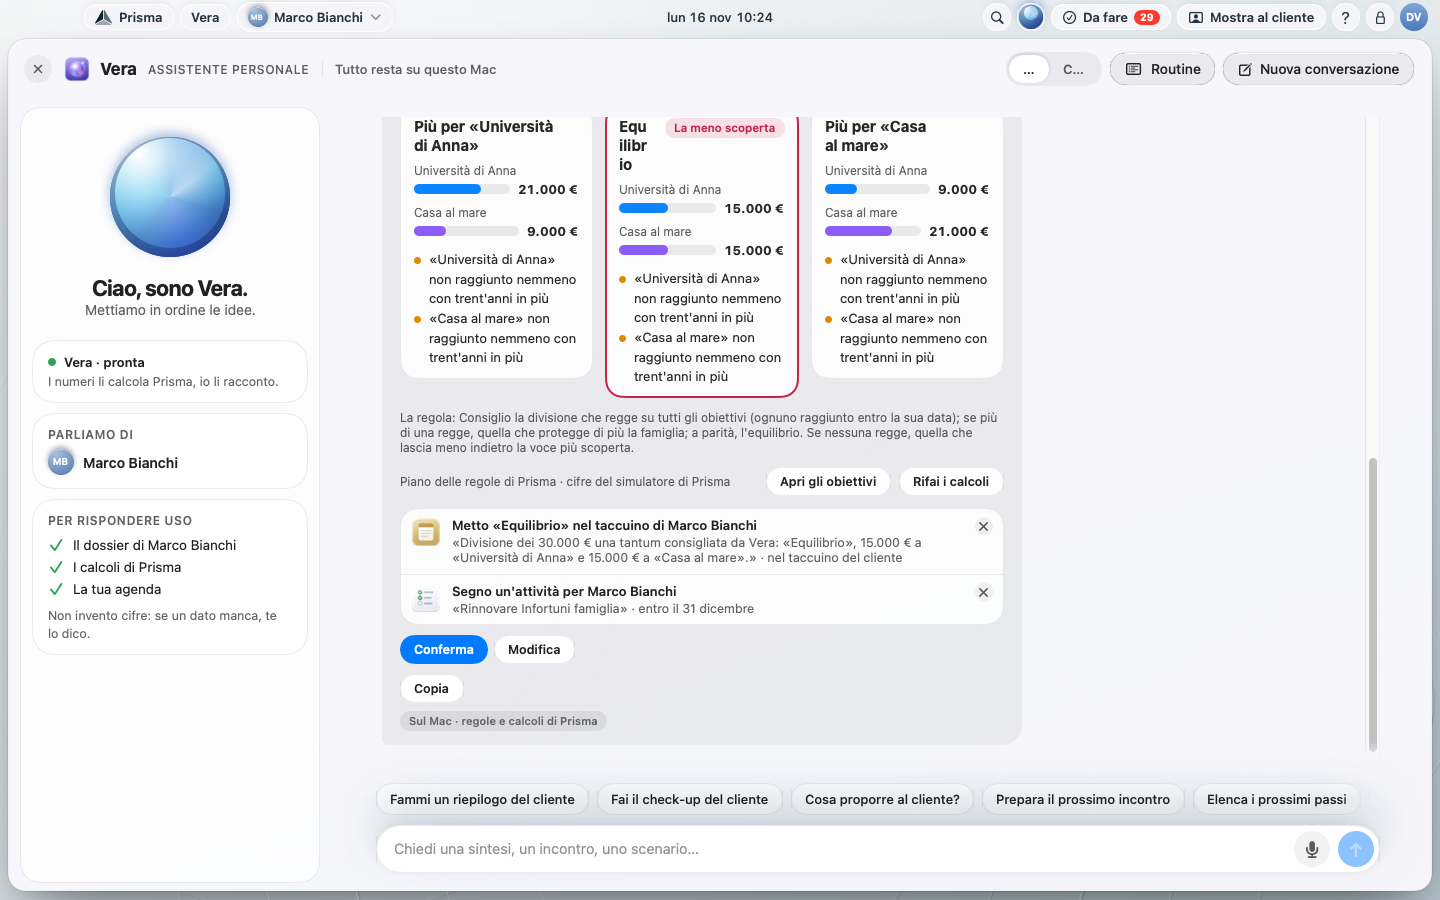 Prisma
Vera
MB Marco Bianchi
lun 16 nov 10:24
Da fare 29
Mostra al cliente
?
DV
Vera ASSISTENTE PERSONALE
Tutto resta su questo Mac
...
C...
Routine
Nuova conversazione
Ciao, sono Vera.
Mettiamo in ordine le idee.
Vera · pronta
I numeri li calcola Prisma, io li racconto.
PARLIAMO DI
MB Marco Bianchi
PER RISPONDERE USO
Il dossier di Marco Bianchi
I calcoli di Prisma
La tua agenda
Non invento cifre: se un dato manca, te
lo dico.
Più per «Università
di Anna»
Università di Anna
21.000 €
Casa al mare
9.000 €
«Università di Anna»
non raggiunto nemmeno
con trent'anni in più
«Casa al mare» non
raggiunto nemmeno con
trent'anni in più
Equ
ilibr
io
La meno scoperta
Università di Anna
15.000 €
Casa al mare
15.000 €
«Università di Anna»
non raggiunto nemmeno
con trent'anni in più
«Casa al mare» non
raggiunto nemmeno con
trent'anni in più
Più per «Casa
al mare»
Università di Anna
9.000 €
Casa al mare
21.000 €
«Università di Anna»
non raggiunto nemmeno
con trent'anni in più
«Casa al mare» non
raggiunto nemmeno con
trent'anni in più
La regola: Consiglio la divisione che regge su tutti gli obiettivi (ognuno raggiunto entro la sua data); se più
di una regge, quella che protegge di più la famiglia; a parità, l'equilibrio. Se nessuna regge, quella che
lascia meno indietro la voce più scoperta.
Piano delle regole di Prisma · cifre del simulatore di Prisma
Apri gli obiettivi
Rifai i calcoli
Metto «Equilibrio» nel taccuino di Marco Bianchi
«Divisione dei 30.000 € una tantum consigliata da Vera: «Equilibrio», 15.000 € a
«Università di Anna» e 15.000 € a «Casa al mare».» · nel taccuino del cliente
Segno un'attività per Marco Bianchi
«Rinnovare Infortuni famiglia» · entro il 31 dicembre
Conferma
Modifica
Copia
Sul Mac · regole e calcoli di Prisma
Fammi un riepilogo del cliente
Fai il check-up del cliente
Cosa proporre al cliente?
Prepara il prossimo incontro
Elenca i prossimi passi
Chiedi una sintesi, un incontro, uno scenario...